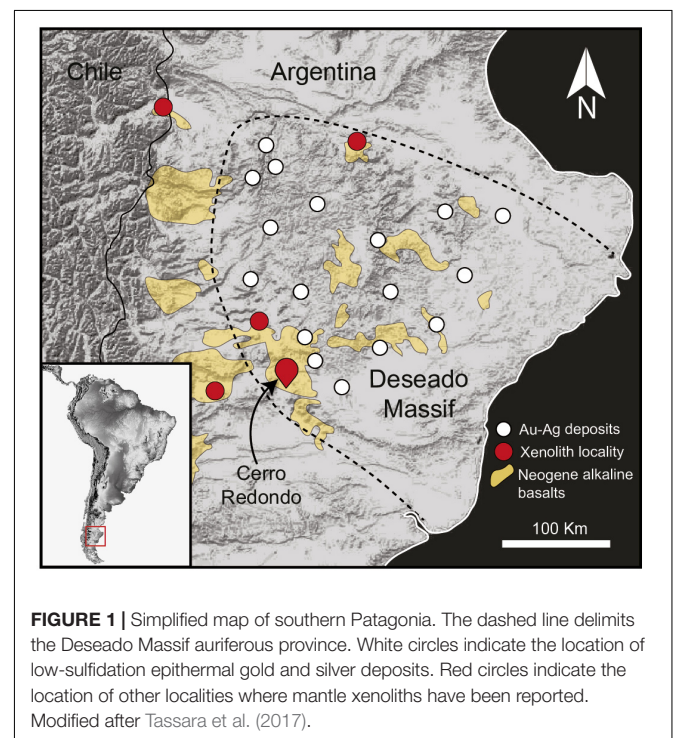 Chile
Argentina
N
Deseado
Massif
Cerro
Redondo
Au-Ag deposits
Xenolith locality
Neogene alkaline
basalts
100 Km
FIGURE 1 | Simplified map of southern Patagonia. The dashed line delimits
the Deseado Massif auriferous province. White circles indicate the location of
low-sulfidation epithermal gold and silver deposits. Red circles indicate the
location of other localities where mantle xenoliths have been reported.
Modified after Tassara et al. (2017).